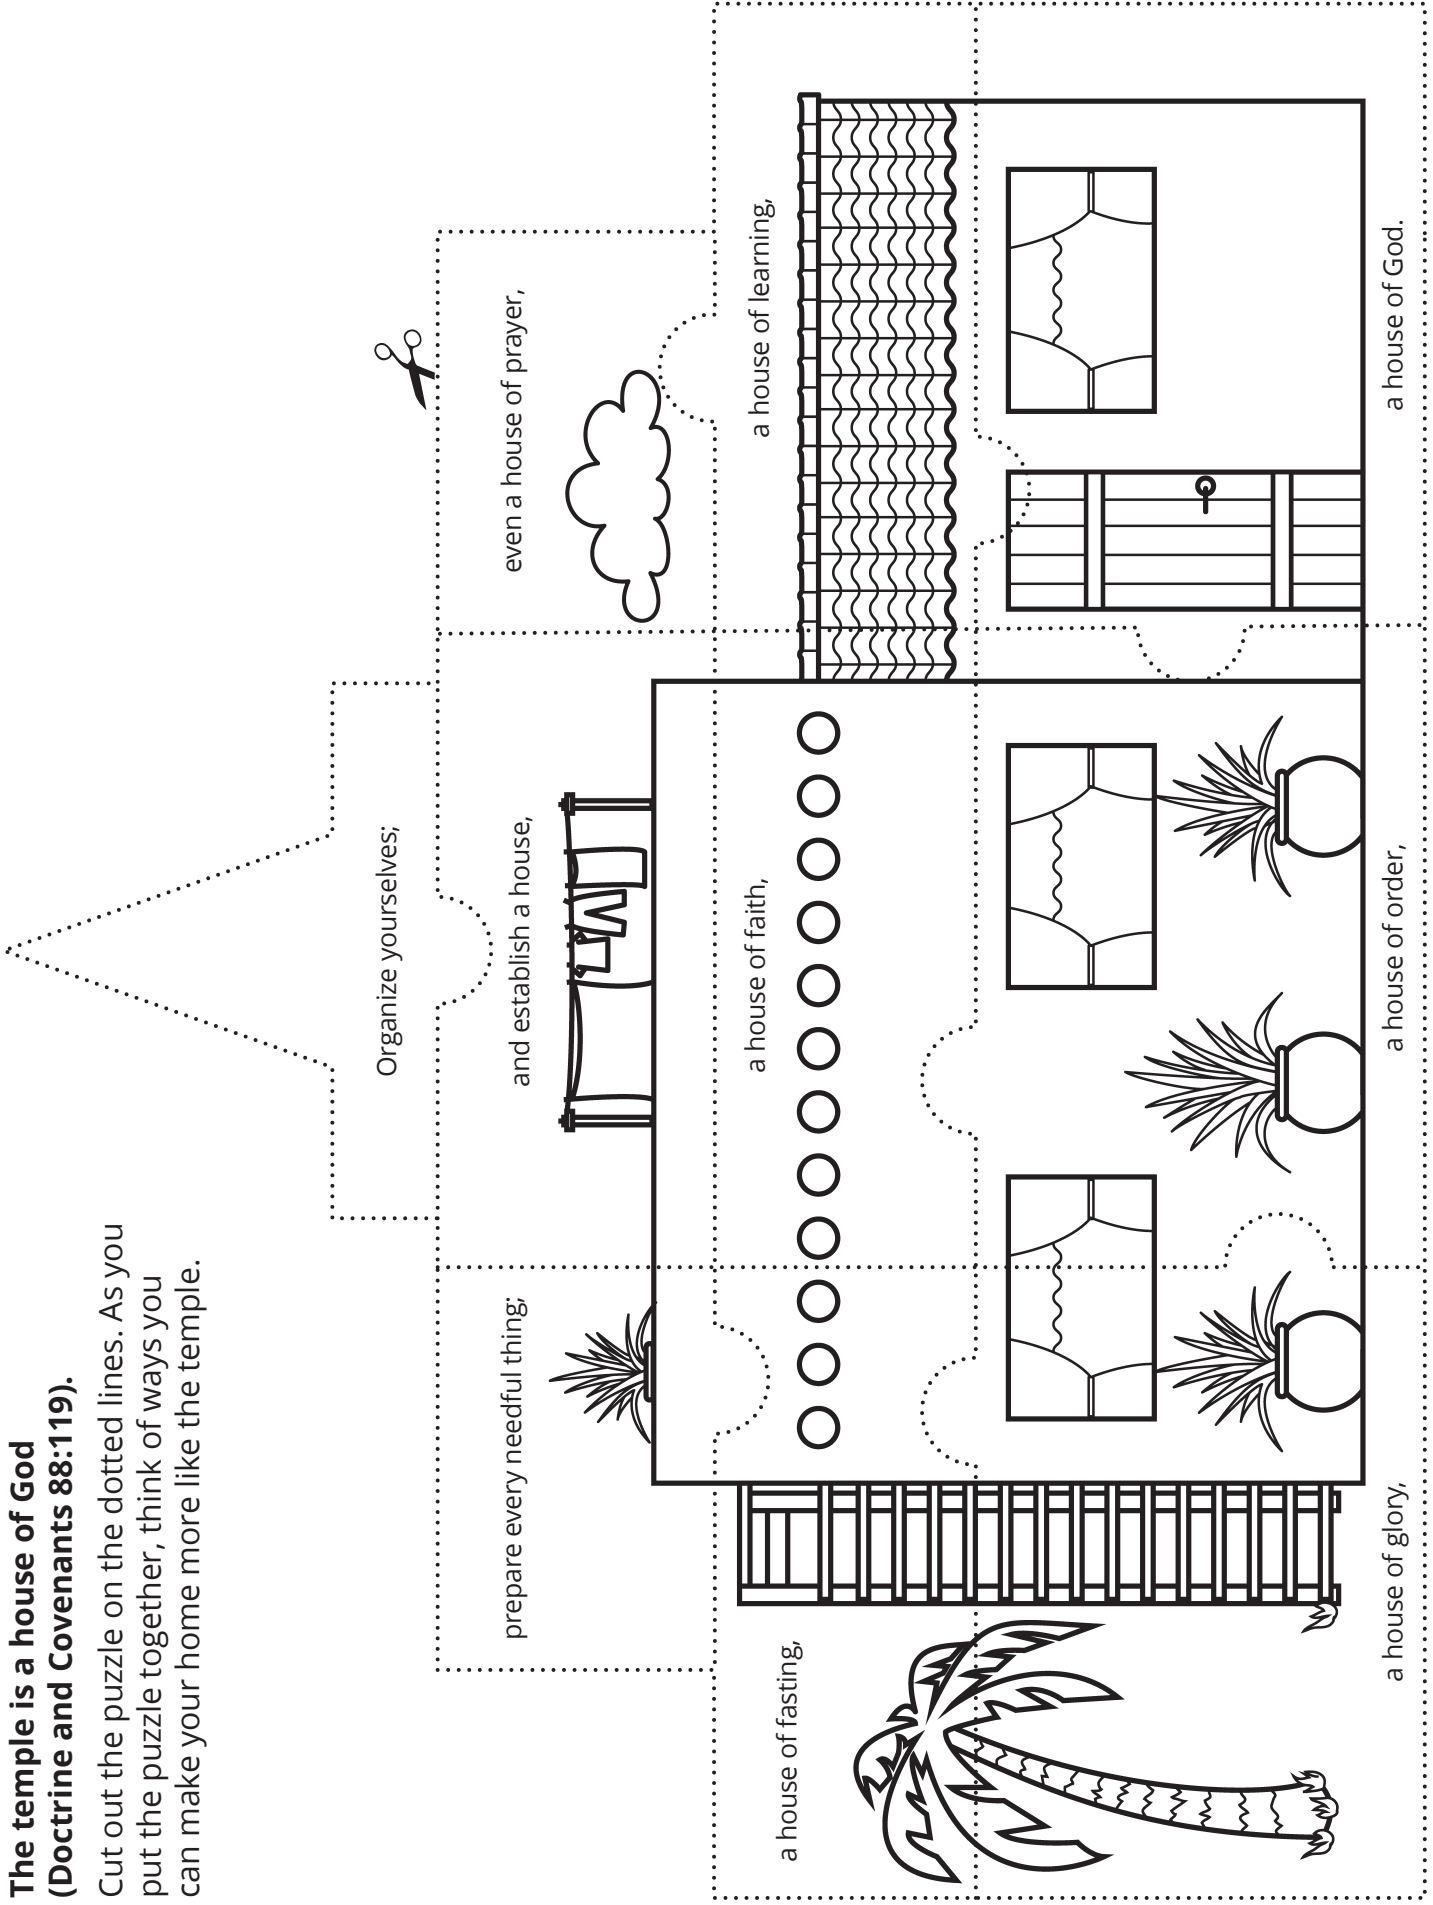 The temple is a house of God
(Doctrine and Covenants 88:119).
Cut out the puzzle on the dotted lines. As you
put the puzzle together, think of ways you
can make your home more like the temple.
Organize yourselves;
prepare every needful thing;
and establish a house,
even a house of prayer,
a house of fasting,
a house of faith,
a house of learning,
a house of glory,
a house of order,
a house of God.